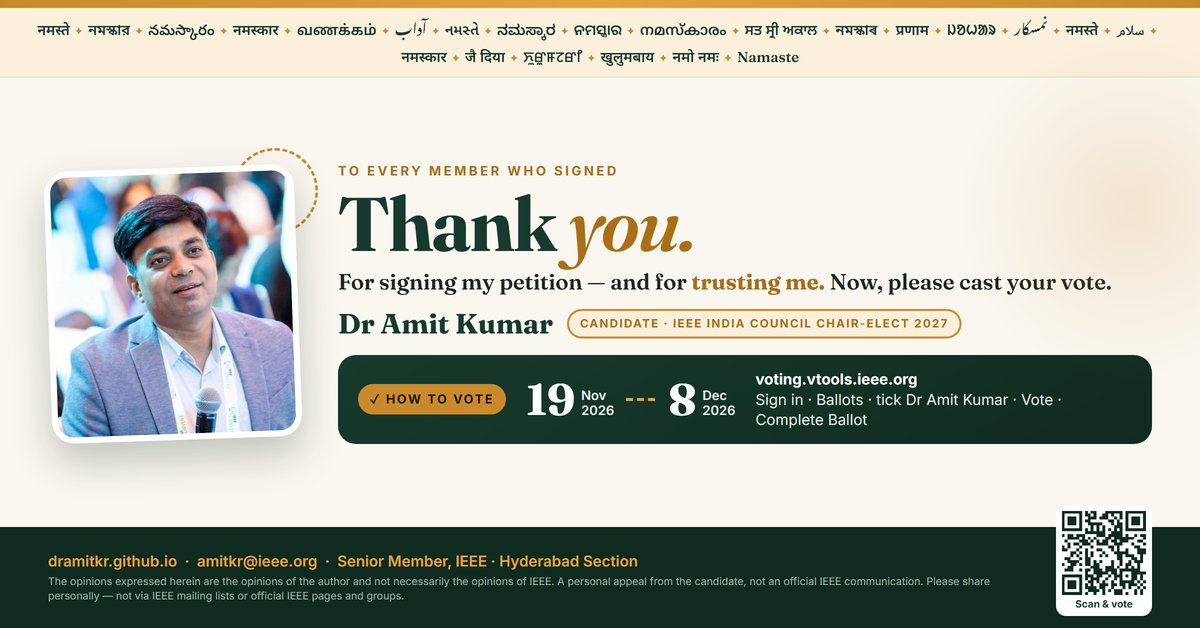 नमस्ते ✦ নমস্কার ✦ నమస్కారం ✦ नमस्कार ✦ வணக்கம் ✦ آداب ✦ નમસ્તે ✦ ನಮಸ್ಕಾರ ✦ ନମସ୍କାର ✦ നമസ്കാരം ✦ ਸਤ ਸ੍ਰੀ ਅਕਾਲ ✦ নমস্কাৰ ✦ प्रणाम ✦ ᱡᱚᱦᱟᱨ ✦ نمسڪار ✦ नमस्ते ✦ سلام ✦
नमस्कार ✦ जै दिया ✦ ꯈꯨꯔꯨꯝꯖꯔꯤ ✦ खुलुमबाय ✦ नमो नमः ✦ Namaste
TO EVERY MEMBER WHO SIGNED
Thank you.
For signing my petition — and for trusting me. Now, please cast your vote.
Dr Amit Kumar CANDIDATE · IEEE INDIA COUNCIL CHAIR-ELECT 2027
✓ HOW TO VOTE 19 Nov 2026 --- 8 Dec 2026
voting.vtools.ieee.org
Sign in · Ballots · tick Dr Amit Kumar · Vote ·
Complete Ballot
dramitkr.github.io · amitkr@ieee.org · Senior Member, IEEE · Hyderabad Section
The opinions expressed herein are the opinions of the author and not necessarily the opinions of IEEE. A personal appeal from the candidate, not an official IEEE communication. Please share
personally — not via IEEE mailing lists or official IEEE pages and groups.
Scan & vote